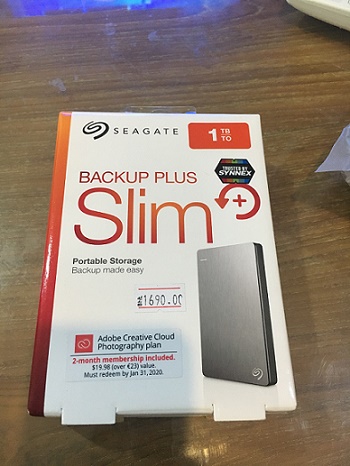 SEAGATE
1 TB
TO
TRUSTED BY
SYNNEX
BACKUP PLUS
Slim
Portable Storage
Backup made easy
1690.00
Adobe Creative Cloud
Photography plan
2-month membership included.
$19.98 (over €23) value.
Must redeem by Jan 31, 2020.